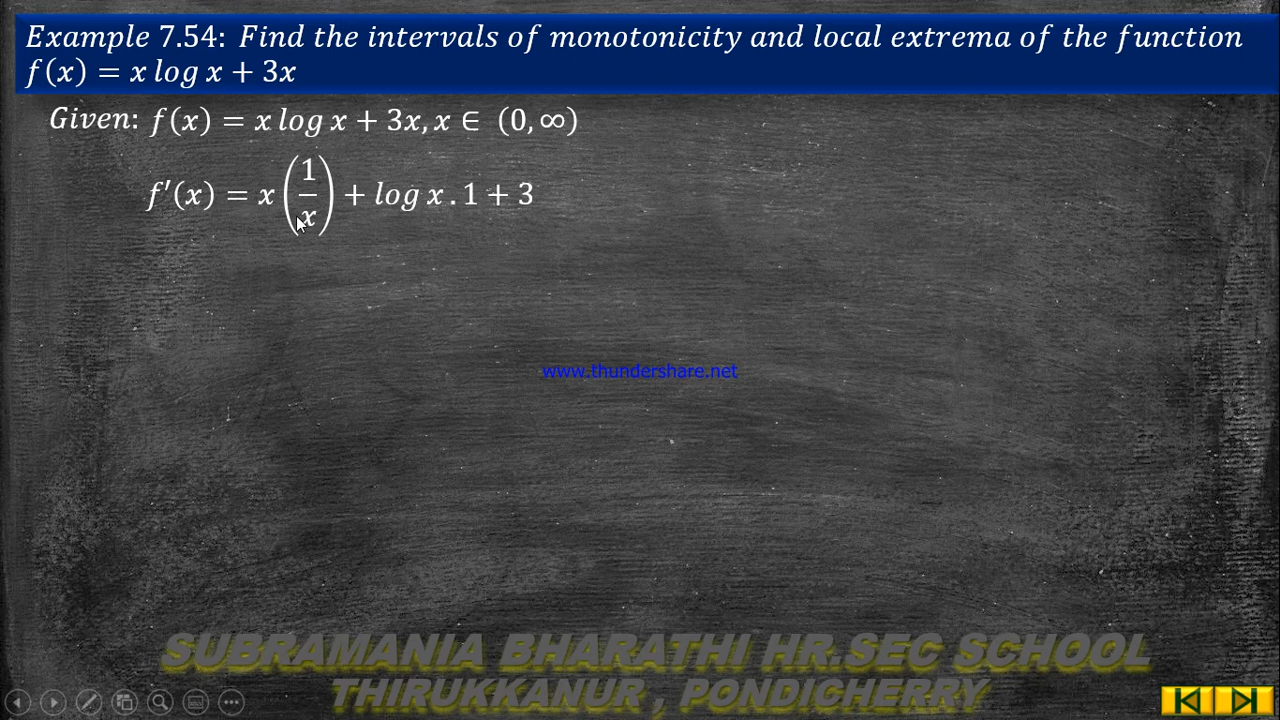 Example 7.54: Find the intervals of monotonicity and local extrema of the function
f(x) = x log x + 3x
Given: f(x) = x log x + 3x, x ∈ (0, ∞)
f′(x) = x (1/x) + log x . 1 + 3
www.thundershare.net
SUBRAMANIA BHARATHI HR.SEC SCHOOL
THIRUKKANUR , PONDICHERRY